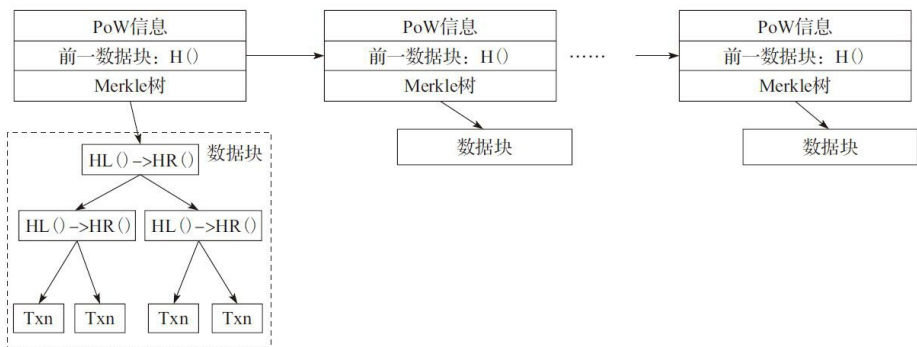 PoW信息
前一数据块：H()
Merkle树
PoW信息
前一数据块：H()
Merkle树
……
PoW信息
前一数据块：H()
Merkle树
数据块
HL()->HR()
HL()->HR()
HL()->HR()
Txn
Txn
Txn
Txn
数据块
数据块